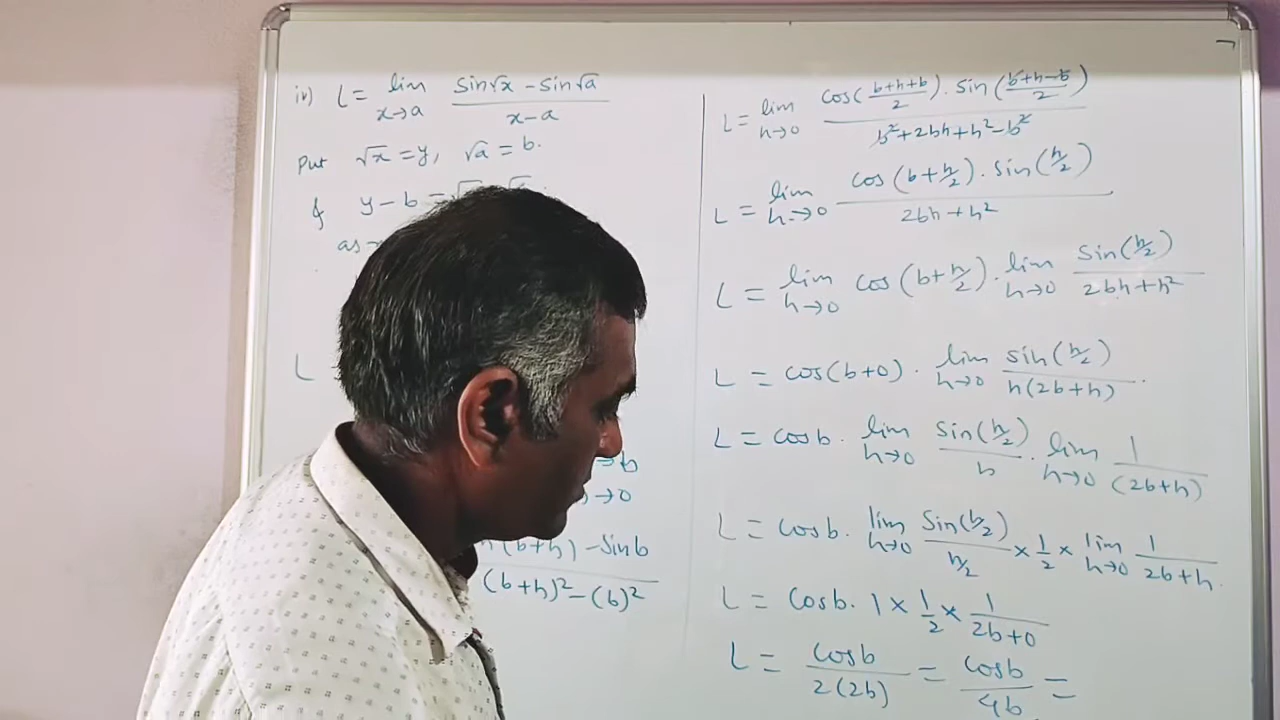 iv) L = lim x→a (sin√x - sin√a)/(x-a)
Put √x = y, √a = b.
& y - b =
as
L
→b
→0
(b+h) - sin b
(b+h)² - (b)²
L = lim h→0 cos((b+h+b)/2) . sin((b+h-b)/2) / (b²+2bh+h²-b²)
L = lim h→0 cos(b+h/2) . sin(h/2) / (2bh+h²)
L = lim h→0 cos(b+h/2) . lim h→0 sin(h/2) / (2bh+h²)
L = cos(b+0) . lim h→0 sin(h/2) / h(2b+h) .
L = cos b . lim h→0 sin(h/2) / h . lim h→0 1/(2b+h)
L = cos b . lim h→0 sin(h/2) / (h/2) × 1/2 × lim h→0 1/(2b+h) .
L = cos b . 1 × 1/2 × 1/(2b+0)
L = cos b / 2(2b) = cos b / 4b =